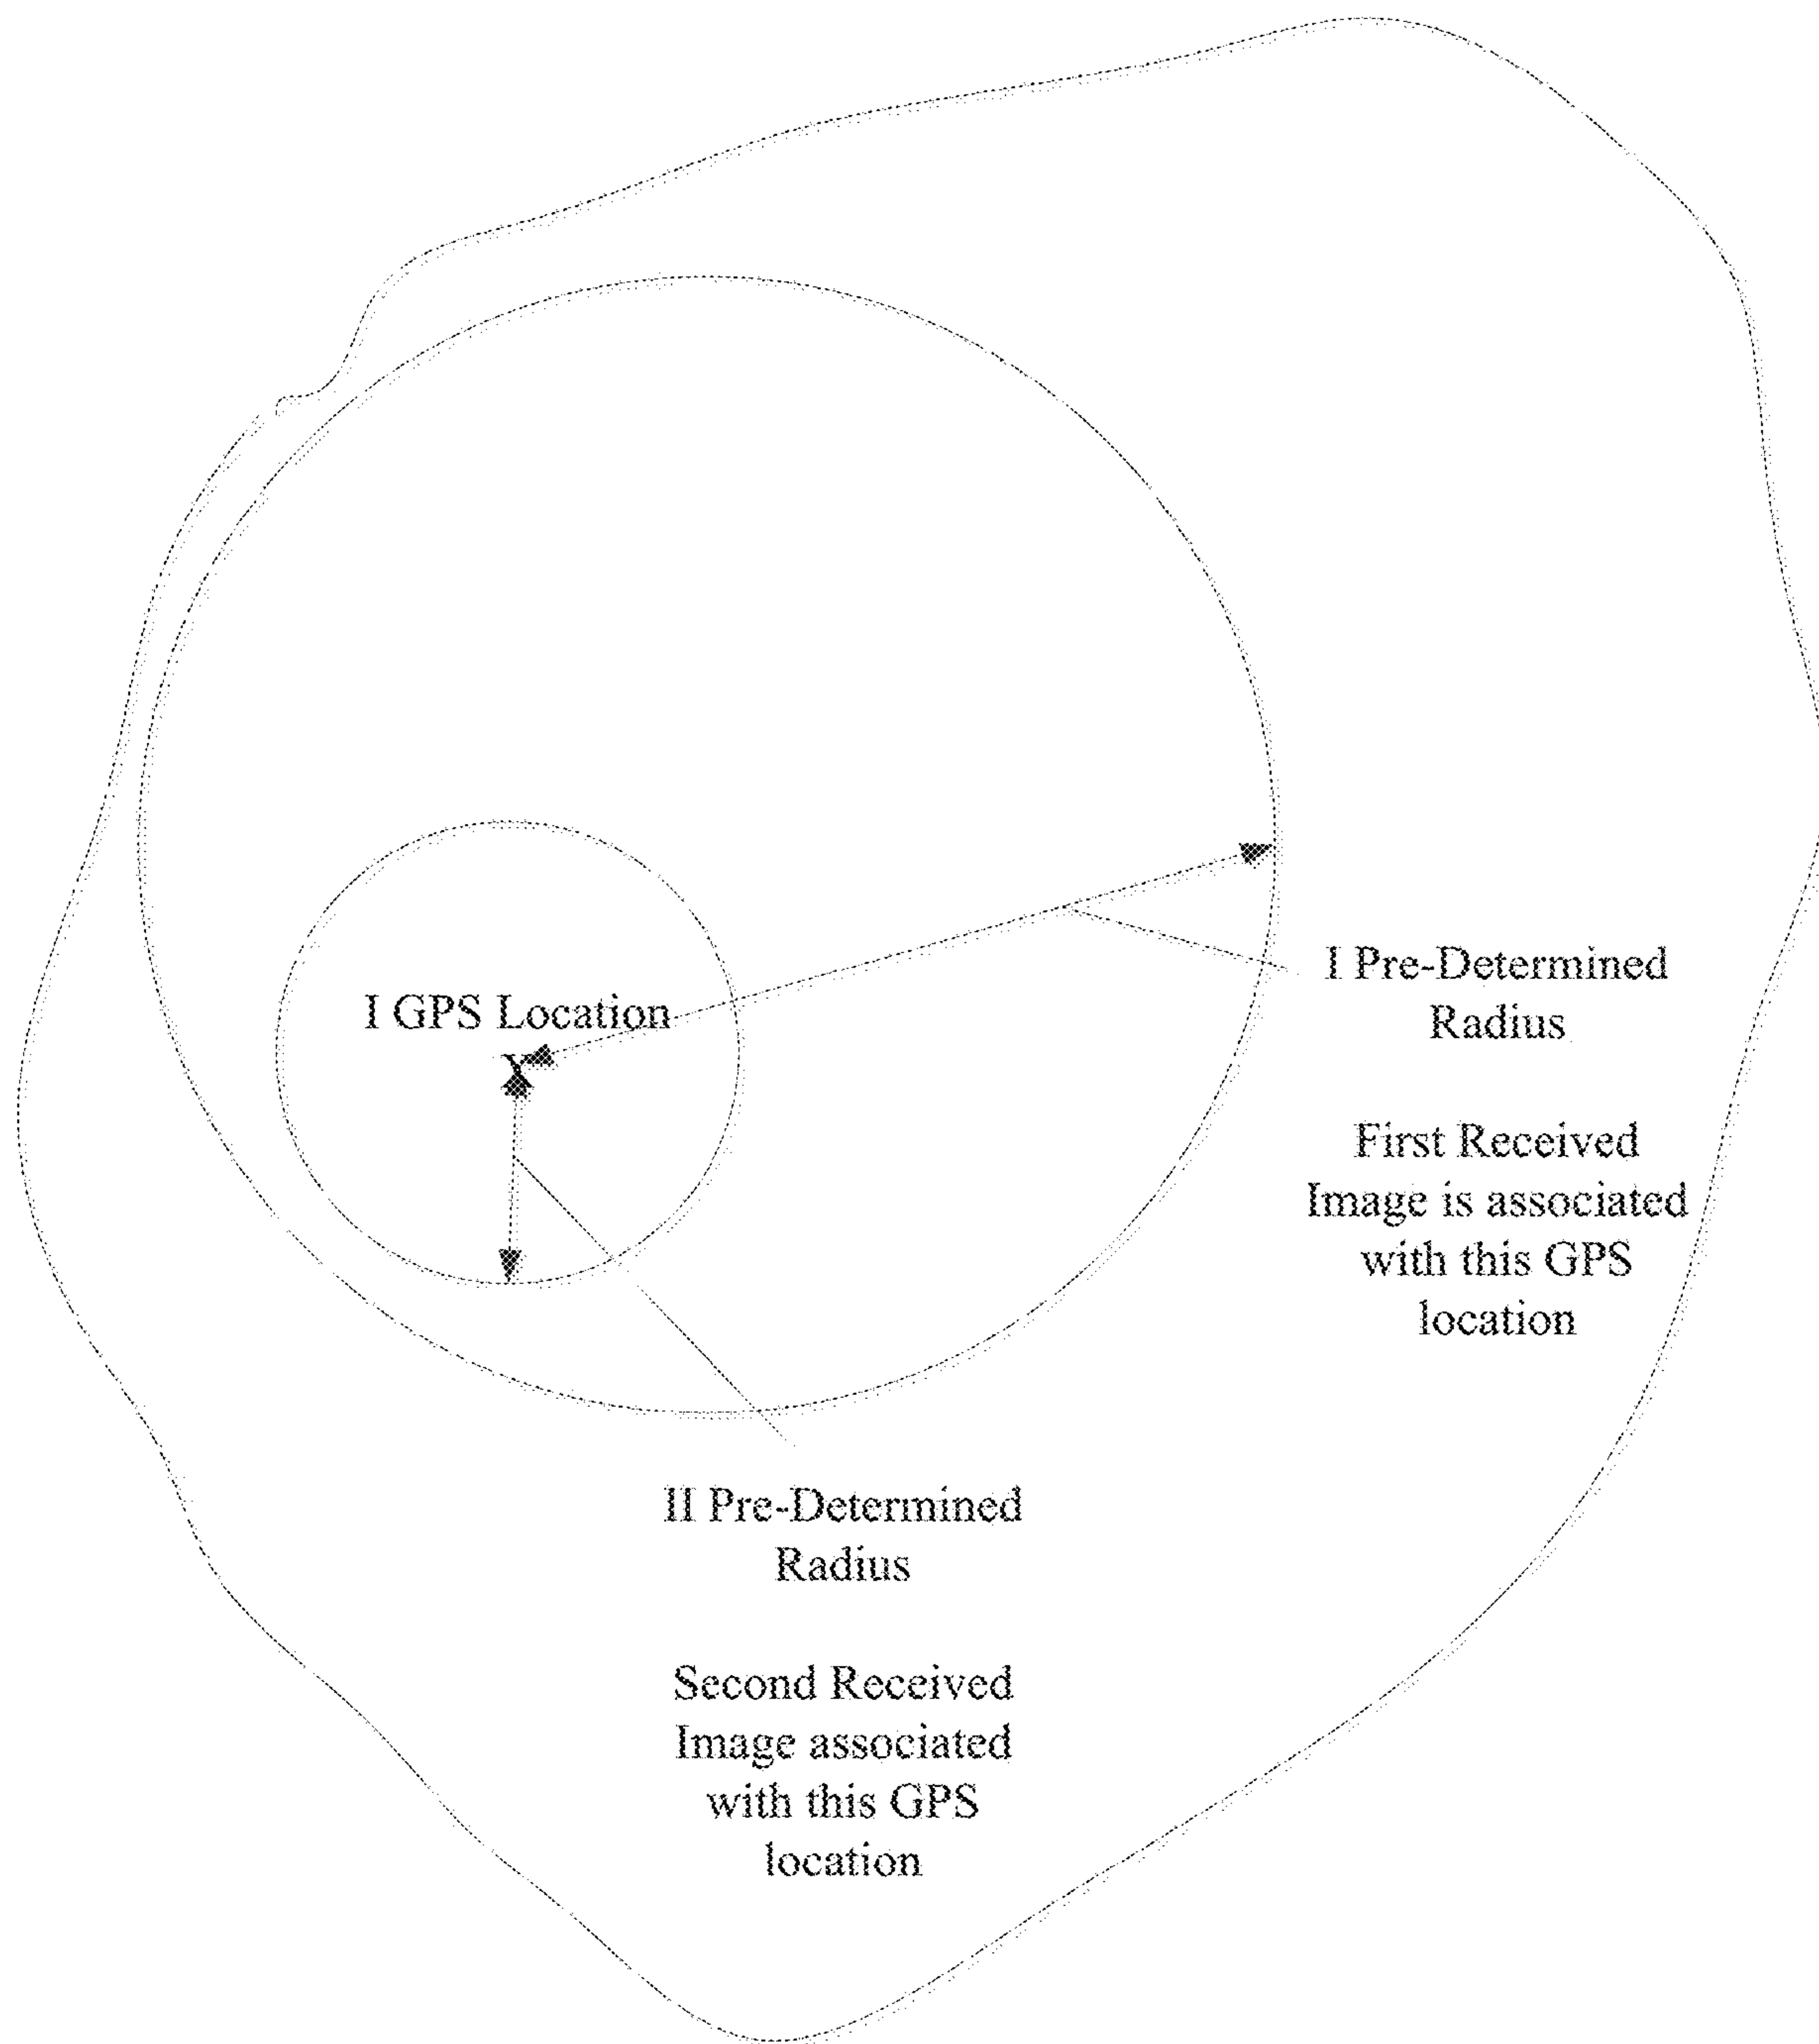 I GPS Location
Y
I Pre-Determined
Radius
First Received
Image is associated
with this GPS
location
II Pre-Determined
Radius
Second Received
Image associated
with this GPS
location